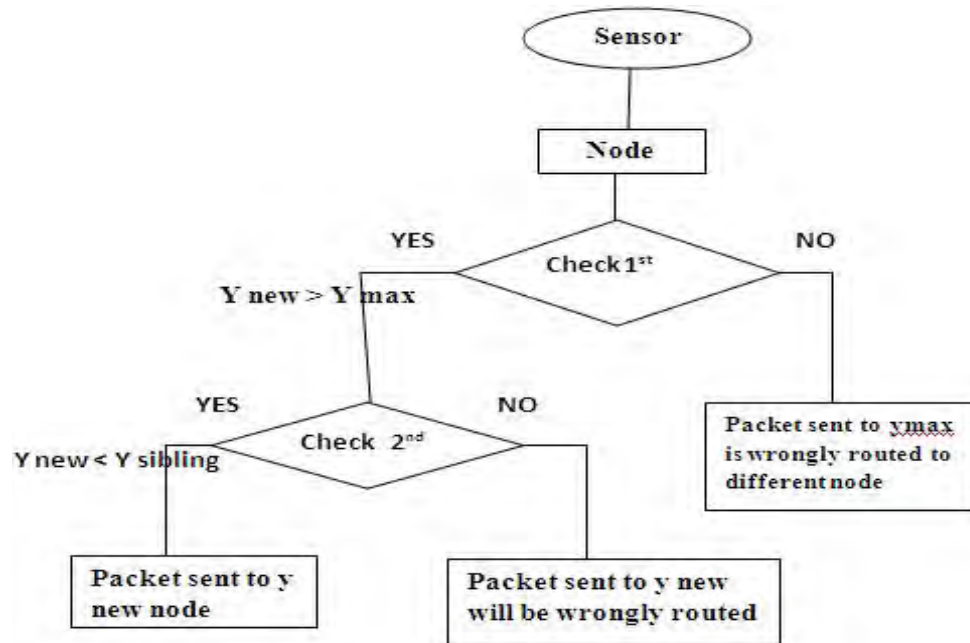 Sensor
Node
YES
NO
Check 1st
Y new > Y max
YES
NO
Check 2nd
Y new < Y sibling
Packet sent to ymax
is wrongly routed to
different node
Packet sent to y
new node
Packet sent to y new
will be wrongly routed